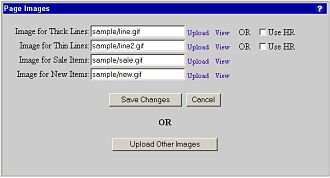 Page Images ?
Image for Thick Lines: sample/line.gif Upload View OR Use HR
Image for Thin Lines: sample/line2.gif Upload View OR Use HR
Image for Sale Items: sample/sale.gif Upload View
Image for New Items: sample/new.gif Upload View
Save Changes Cancel
OR
Upload Other Images